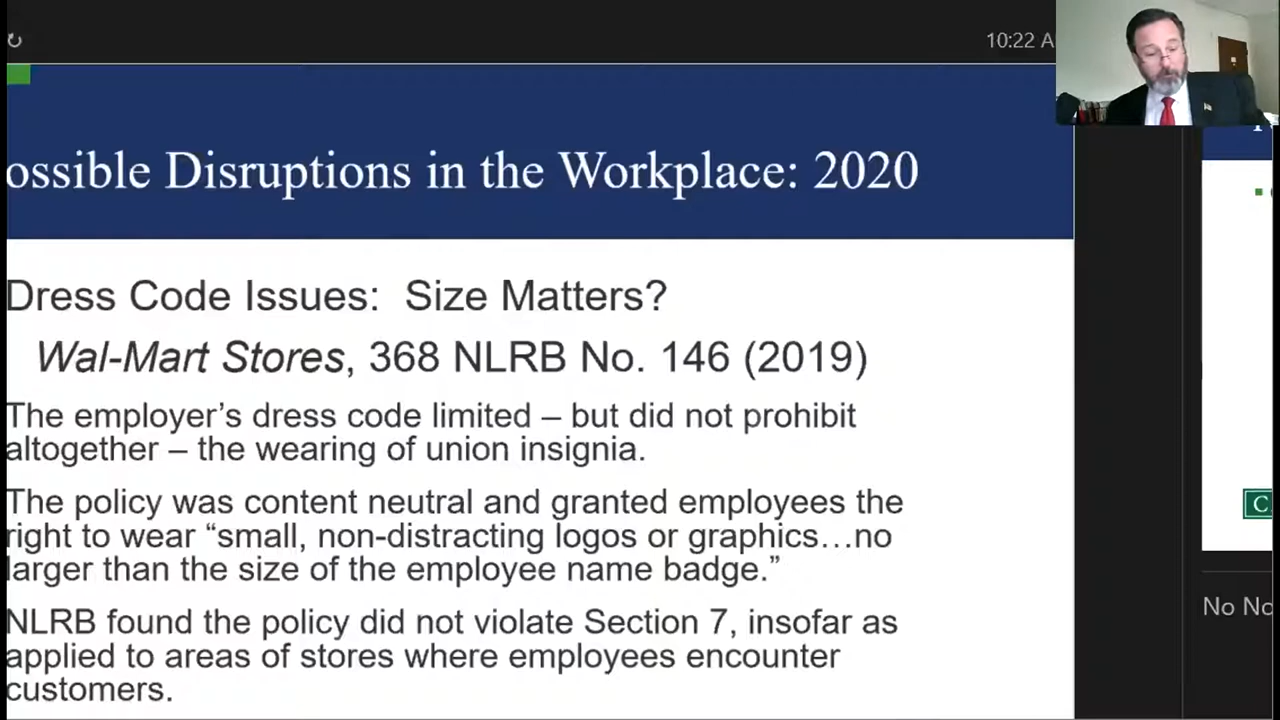 10:22 A
ossible Disruptions in the Workplace: 2020
Dress Code Issues: Size Matters?
Wal-Mart Stores, 368 NLRB No. 146 (2019)
The employer’s dress code limited – but did not prohibit
altogether – the wearing of union insignia.
The policy was content neutral and granted employees the
right to wear “small, non-distracting logos or graphics…no
larger than the size of the employee name badge.”
NLRB found the policy did not violate Section 7, insofar as
applied to areas of stores where employees encounter
customers.
C
No No